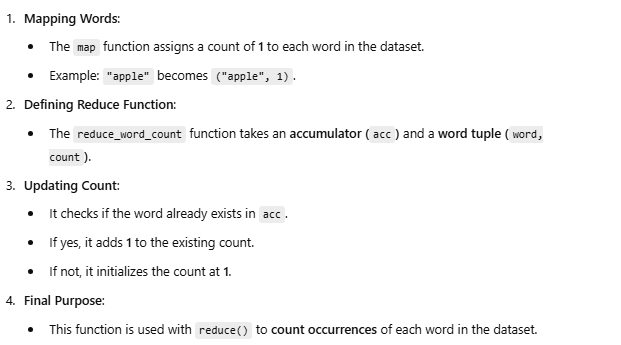 1. Mapping Words:
• The map function assigns a count of 1 to each word in the dataset.
• Example: "apple" becomes ("apple", 1).
2. Defining Reduce Function:
• The reduce_word_count function takes an accumulator (acc) and a word tuple (word,
count).
3. Updating Count:
• It checks if the word already exists in acc.
• If yes, it adds 1 to the existing count.
• If not, it initializes the count at 1.
4. Final Purpose:
• This function is used with reduce() to count occurrences of each word in the dataset.